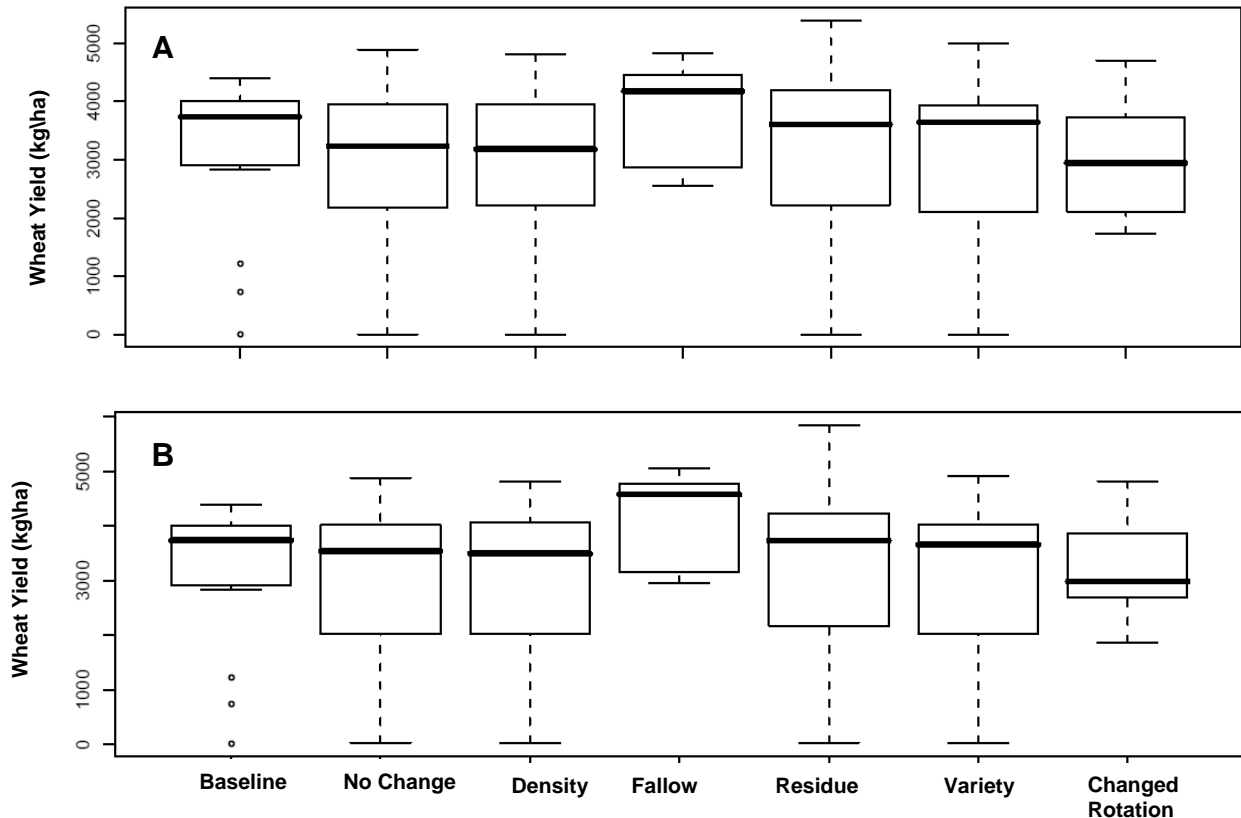 A
Wheat Yield (kg\ha)
5000
4000
3000
2000
1000
0
B
Wheat Yield (kg\ha)
5000
3000
1000
0
Baseline
No Change
Density
Fallow
Residue
Variety
Changed
Rotation